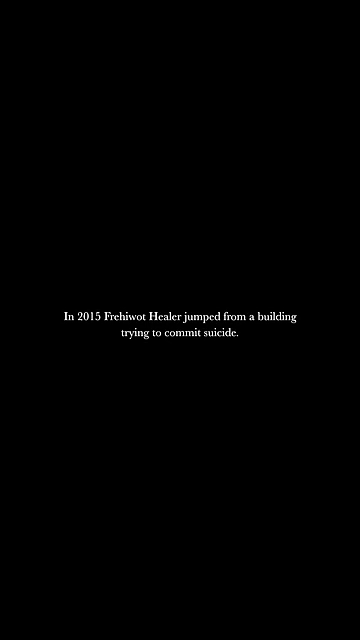 In 2015 Frehiwot Healer jumped from a building
trying to commit suicide.